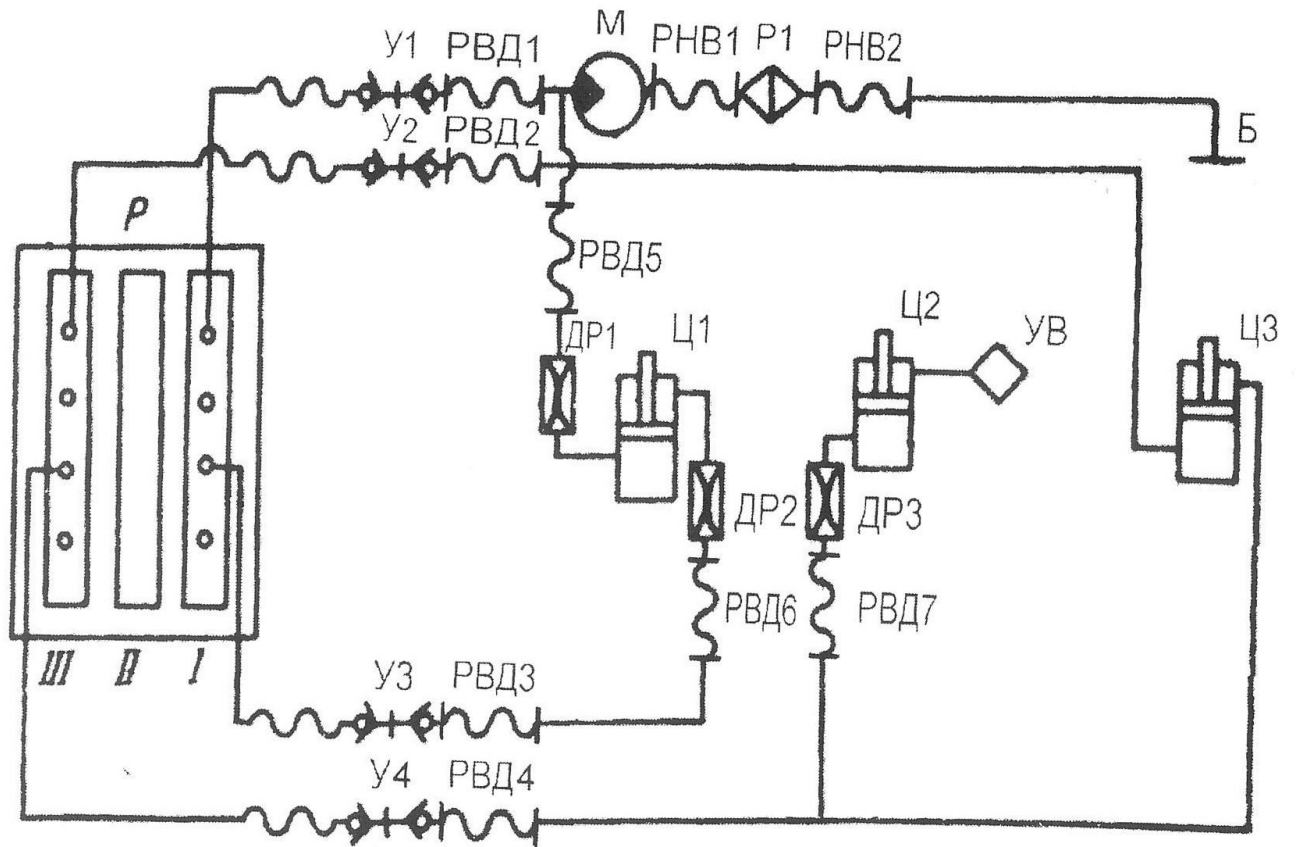 М
У1 РВД1 РНВ1 Р1 РНВ2
У2 РВД2
Б
Р
РВД5
ДР1 Ц1 Ц2 УВ Ц3
ДР2 ДР3
РВД6 РВД7
III II I
У3 РВД3
У4 РВД4